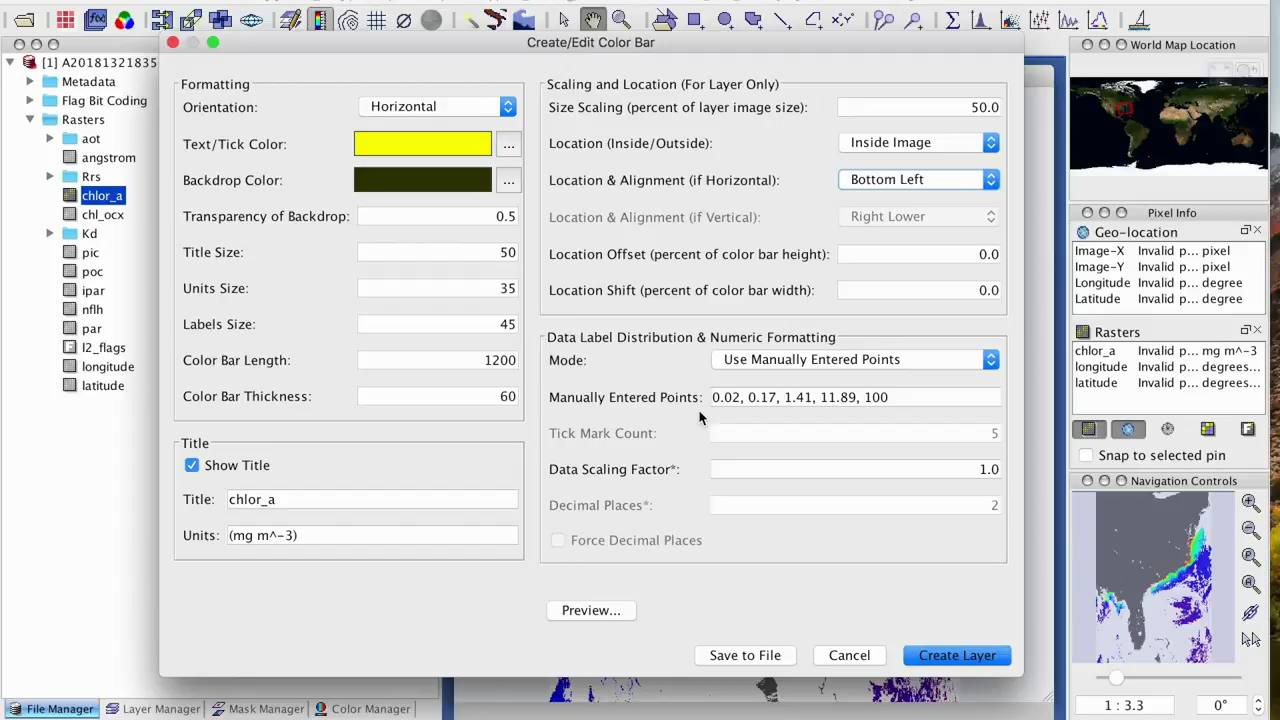 Create/Edit Color Bar
World Map Location
[1] A20181321835
Metadata
Flag Bit Coding
Rasters
aot
angstrom
Rrs
chlor_a
chl_ocx
Kd
pic
poc
ipar
nflh
par
l2_flags
longitude
latitude
Formatting
Orientation: Horizontal
Text/Tick Color: ...
Backdrop Color: ...
Transparency of Backdrop: 0.5
Title Size: 50
Units Size: 35
Labels Size: 45
Color Bar Length: 1200
Color Bar Thickness: 60
Title
Show Title
Title: chlor_a
Units: (mg m^-3)
Scaling and Location (For Layer Only)
Size Scaling (percent of layer image size): 50.0
Location (Inside/Outside): Inside Image
Location & Alignment (if Horizontal): Bottom Left
Location & Alignment (if Vertical): Right Lower
Location Offset (percent of color bar height): 0.0
Location Shift (percent of color bar width): 0.0
Data Label Distribution & Numeric Formatting
Mode: Use Manually Entered Points
Manually Entered Points: 0.02, 0.17, 1.41, 11.89, 100
Tick Mark Count: 5
Data Scaling Factor*: 1.0
Decimal Places*: 2
Force Decimal Places
Preview...
Save to File Cancel Create Layer
Pixel Info
Geo-location
Image-X Invalid p... pixel
Image-Y Invalid p... pixel
Longitude Invalid p... degree
Latitude Invalid p... degree
Rasters
chlor_a Invalid p... mg m^-3
longitude Invalid p... degrees...
latitude Invalid p... degrees...
Snap to selected pin
Navigation Controls
1 : 3.3 0°
File Manager Layer Manager Mask Manager Color Manager